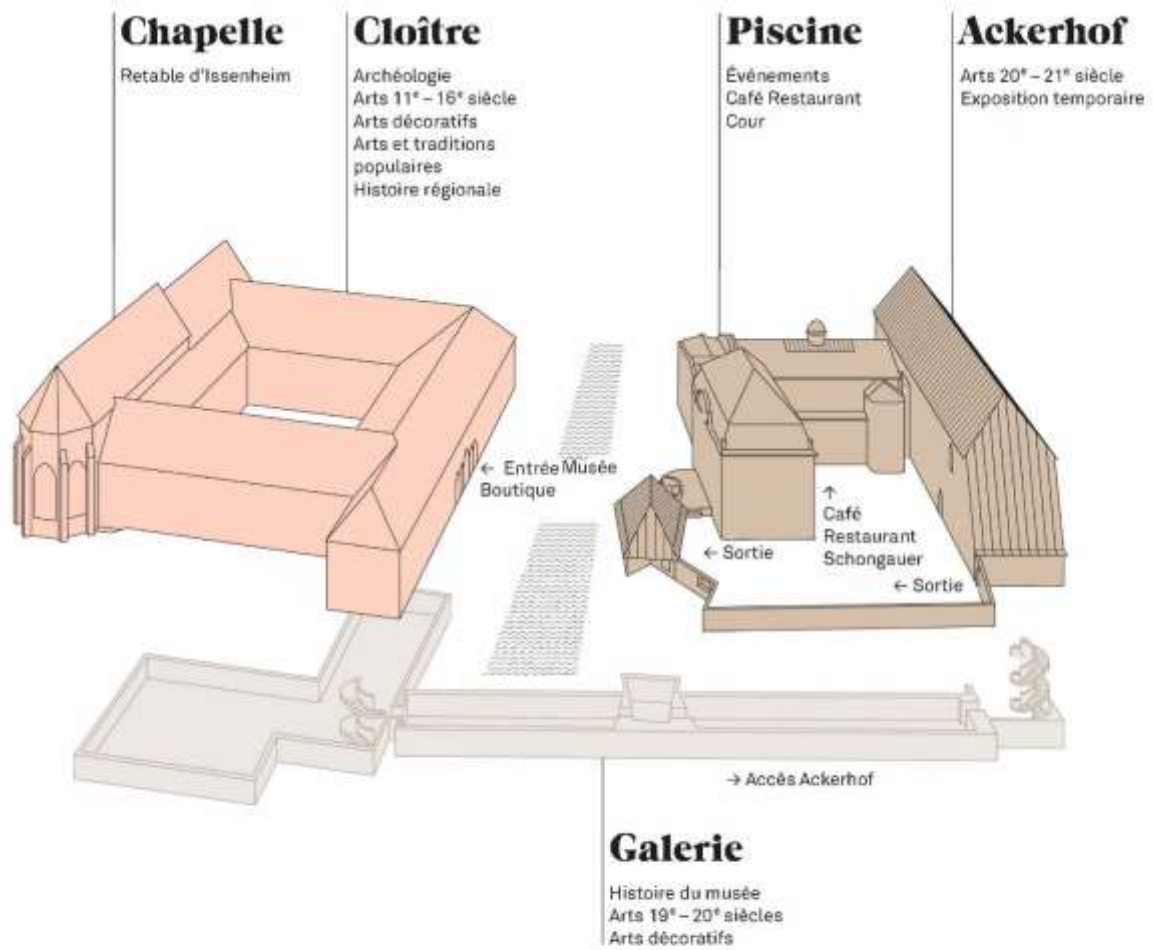 Chapelle
Retable d'Issenheim
Cloître
Archéologie
Arts 11e – 16e siècle
Arts décoratifs
Arts et traditions
populaires
Histoire régionale
Piscine
Événements
Café Restaurant
Cour
Ackerhof
Arts 20e – 21e siècle
Exposition temporaire
← Entrée Musée
Boutique
↑
Café
Restaurant
Schongauer
← Sortie
← Sortie
→ Accès Ackerhof
Galerie
Histoire du musée
Arts 19e – 20e siècles
Arts décoratifs